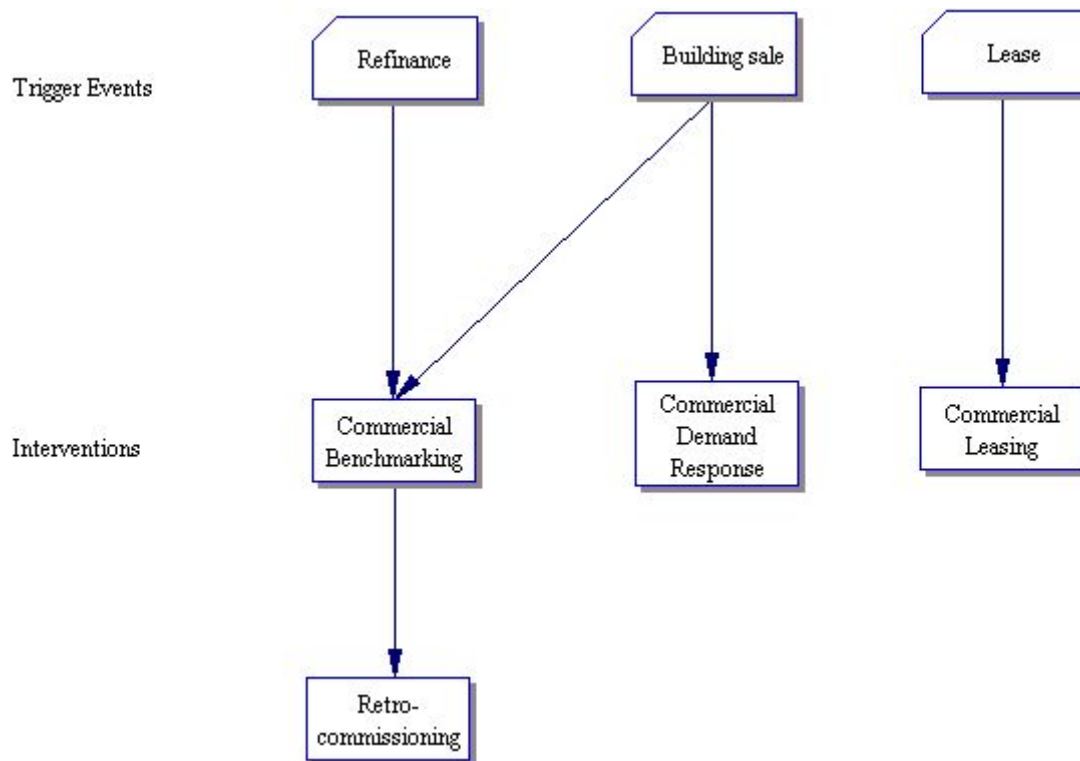 Trigger Events
Refinance
Building sale
Lease
Interventions
Commercial
Benchmarking
Commercial
Demand
Response
Commercial
Leasing
Retro-
commissioning